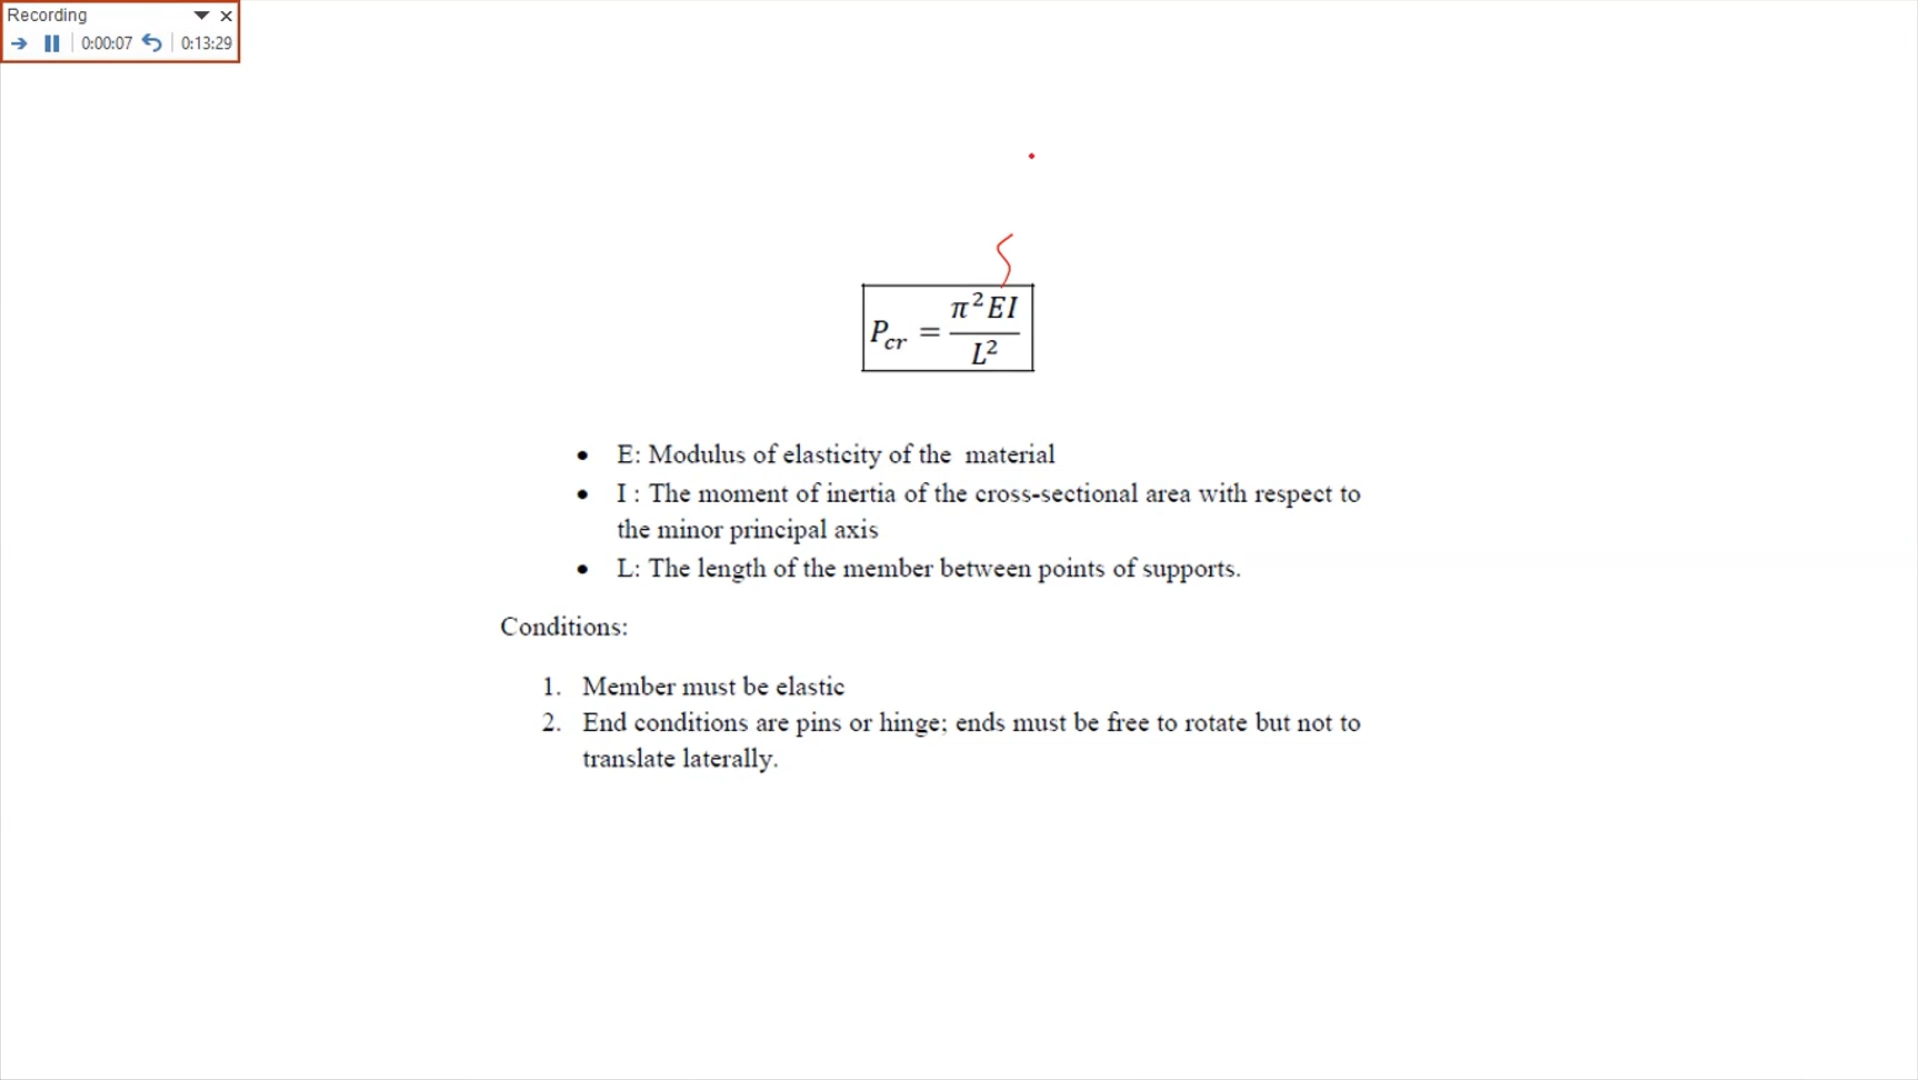 Recording
0:00:07 0:13:29
P_cr = π²EI / L²
• E: Modulus of elasticity of the material
• I : The moment of inertia of the cross-sectional area with respect to
the minor principal axis
• L: The length of the member between points of supports.
Conditions:
1. Member must be elastic
2. End conditions are pins or hinge; ends must be free to rotate but not to
translate laterally.